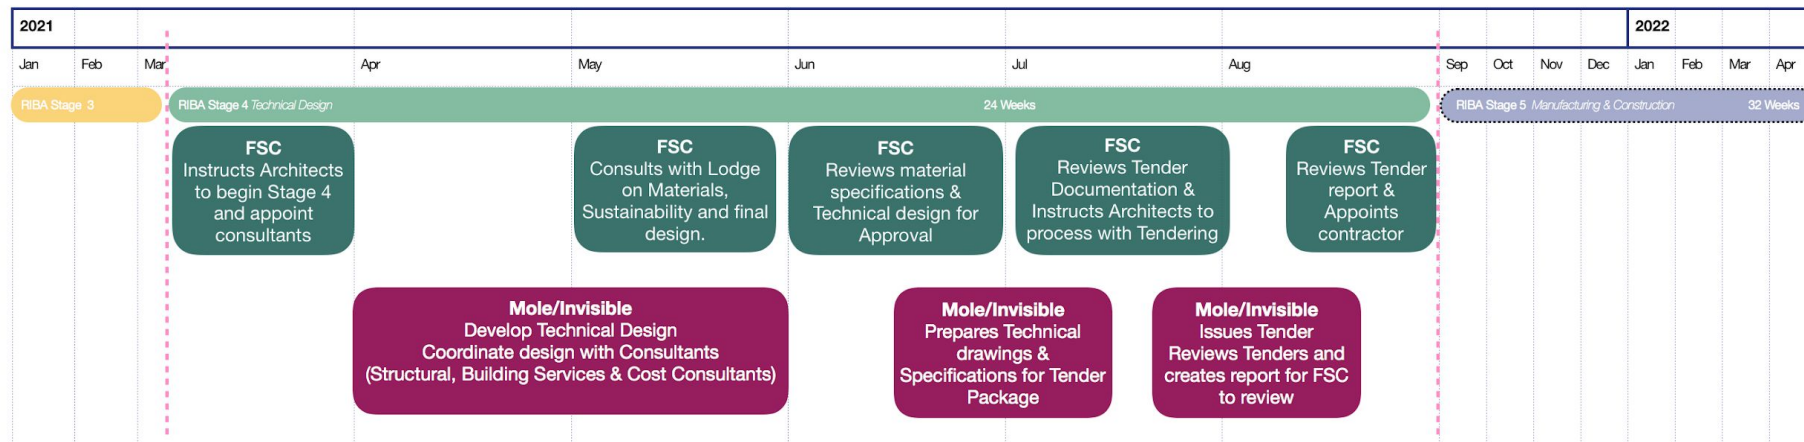 2021
2022
Jan Feb Mar Apr May Jun Jul Aug Sep Oct Nov Dec Jan Feb Mar Apr
RIBA Stage 3
RIBA Stage 4 Technical Design 24 Weeks
RIBA Stage 5 Manufacturing & Construction 32 Weeks
FSC
Instructs Architects
to begin Stage 4
and appoint
consultants
FSC
Consults with Lodge
on Materials,
Sustainability and final
design.
FSC
Reviews material
specifications &
Technical design for
Approval
FSC
Reviews Tender
Documentation &
Instructs Architects to
process with Tendering
FSC
Reviews Tender
report &
Appoints
contractor
Mole/Invisible
Develop Technical Design
Coordinate design with Consultants
(Structural, Building Services & Cost Consultants)
Mole/Invisible
Prepares Technical
drawings &
Specifications for Tender
Package
Mole/Invisible
Issues Tender
Reviews Tenders and
creates report for FSC
to review